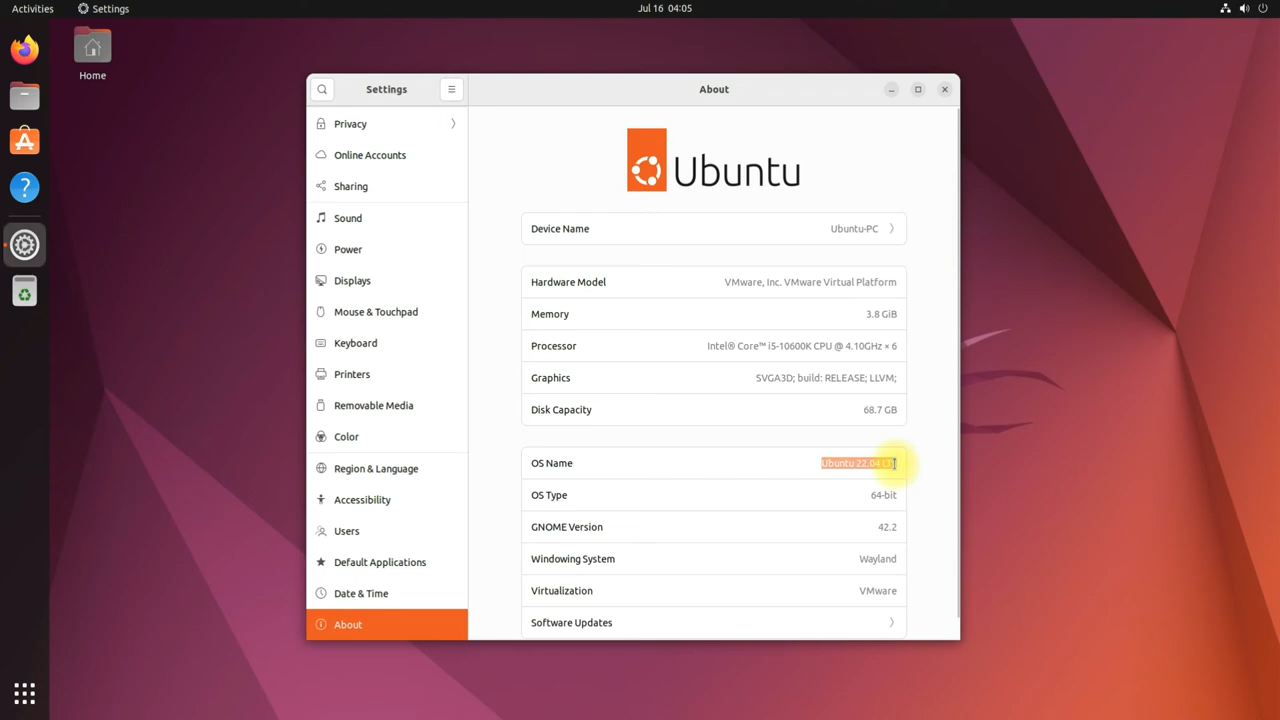 Activities Settings Jul 16 04:05
Home
Settings About
Privacy
Online Accounts
Sharing
Sound
Power
Displays
Mouse & Touchpad
Keyboard
Printers
Removable Media
Color
Region & Language
Accessibility
Users
Default Applications
Date & Time
About
Ubuntu
Device Name Ubuntu-PC
Hardware Model VMware, Inc. VMware Virtual Platform
Memory 3.8 GiB
Processor Intel® Core™ i5-10600K CPU @ 4.10GHz × 6
Graphics SVGA3D; build: RELEASE; LLVM;
Disk Capacity 68.7 GB
OS Name Ubuntu 22.04
OS Type 64-bit
GNOME Version 42.2
Windowing System Wayland
Virtualization VMware
Software Updates